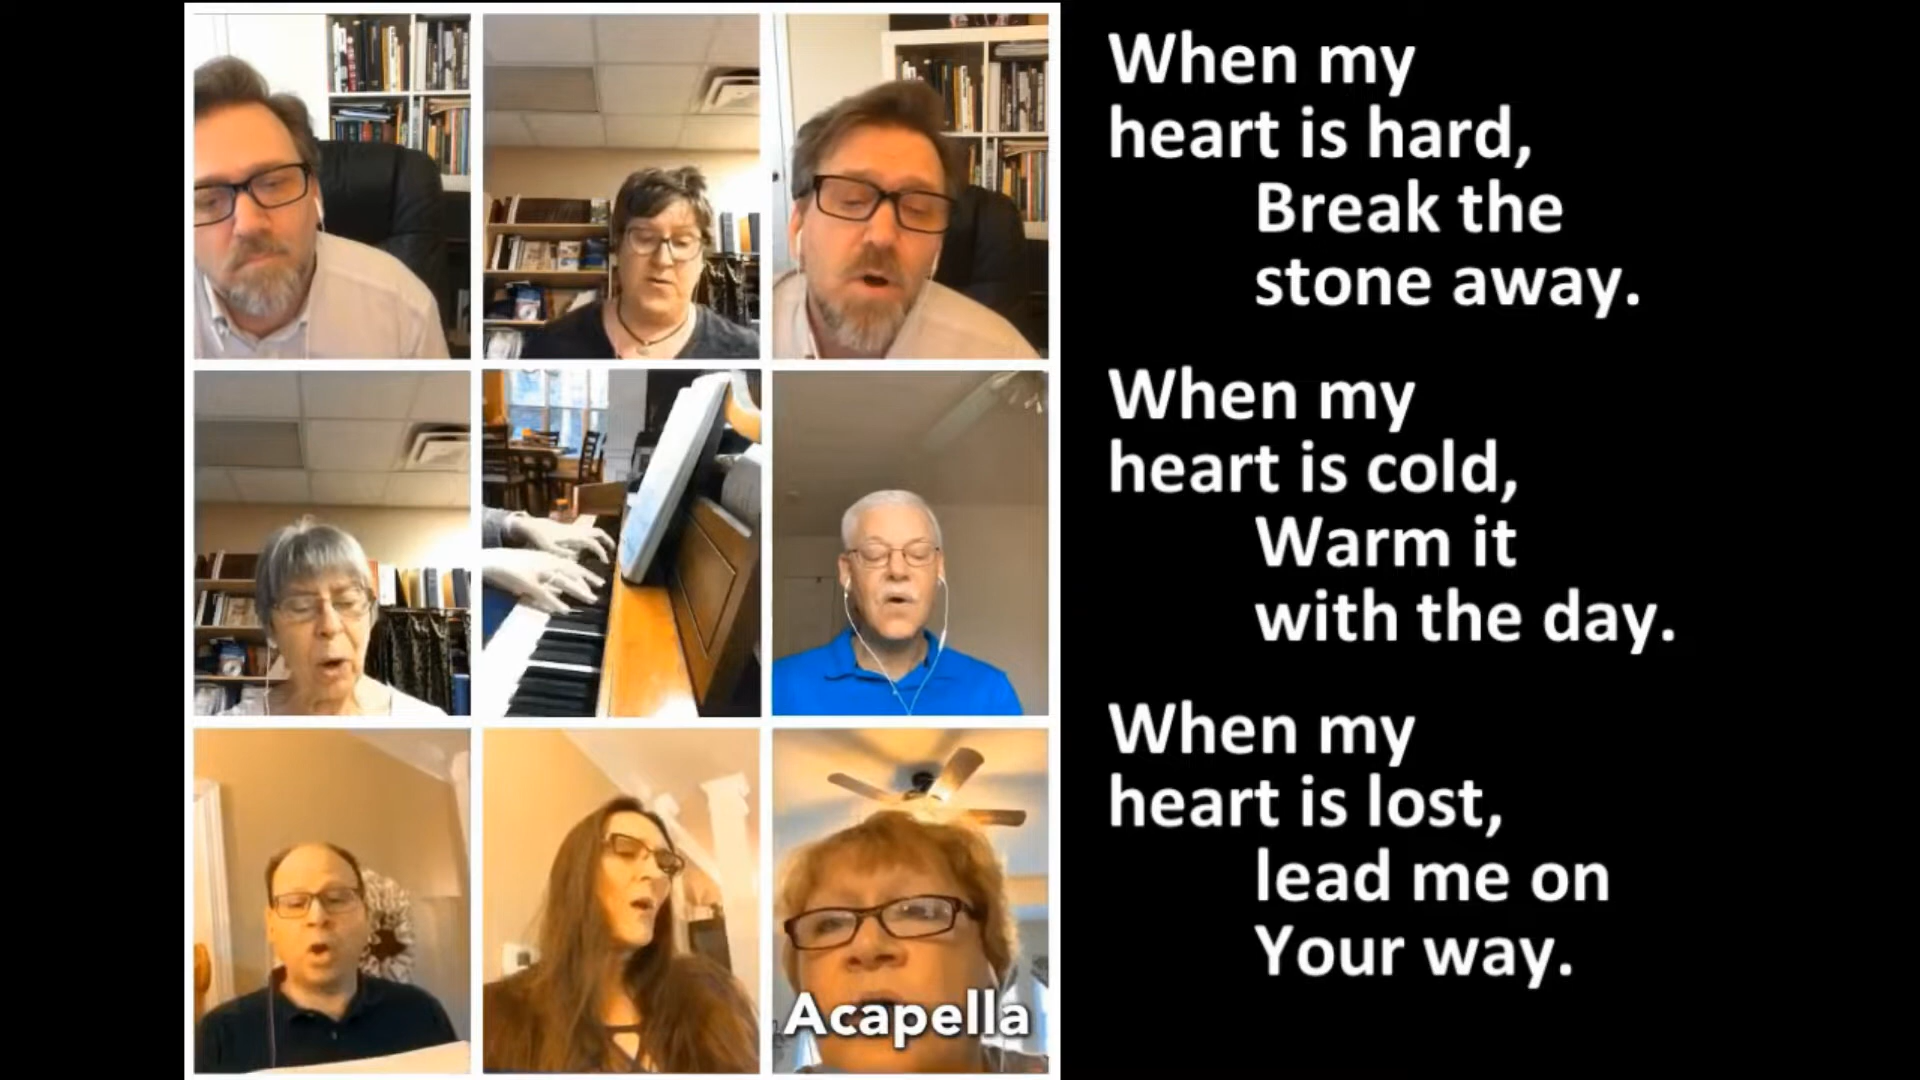 When my
heart is hard,
Break the
stone away.
When my
heart is cold,
Warm it
with the day.
When my
heart is lost,
lead me on
Your way.
Acapella